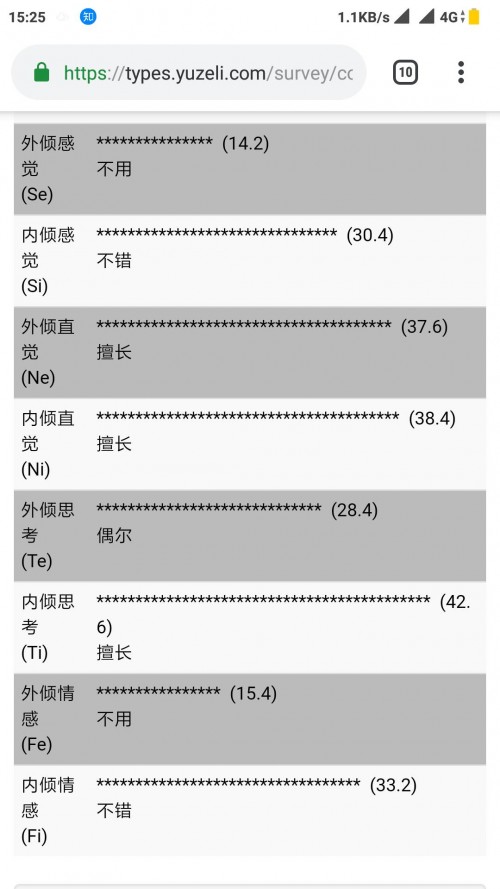 15:25 知 1.1KB/s 4G
https://types.yuzeli.com/survey/cc 10
外倾感 *************** (14.2)
觉 不用
(Se)
内倾感 ******************************* (30.4)
觉 不错
(Si)
外倾直 ************************************** (37.6)
觉 擅长
(Ne)
内倾直 *************************************** (38.4)
觉 擅长
(Ni)
外倾思 ***************************** (28.4)
考 偶尔
(Te)
内倾思 ******************************************* (42.
考 6)
(Ti) 擅长
外倾情 **************** (15.4)
感 不用
(Fe)
内倾情 ********************************** (33.2)
感 不错
(Fi)